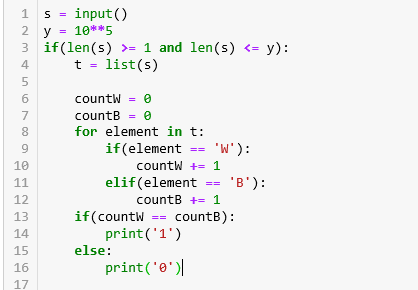 1 s = input()
2 y = 10**5
3 if(len(s) >= 1 and len(s) <= y):
4     t = list(s)
5
6     countW = 0
7     countB = 0
8     for element in t:
9         if(element == 'W'):
10             countW += 1
11         elif(element == 'B'):
12             countB += 1
13     if(countW == countB):
14         print('1')
15     else:
16         print('0')
17